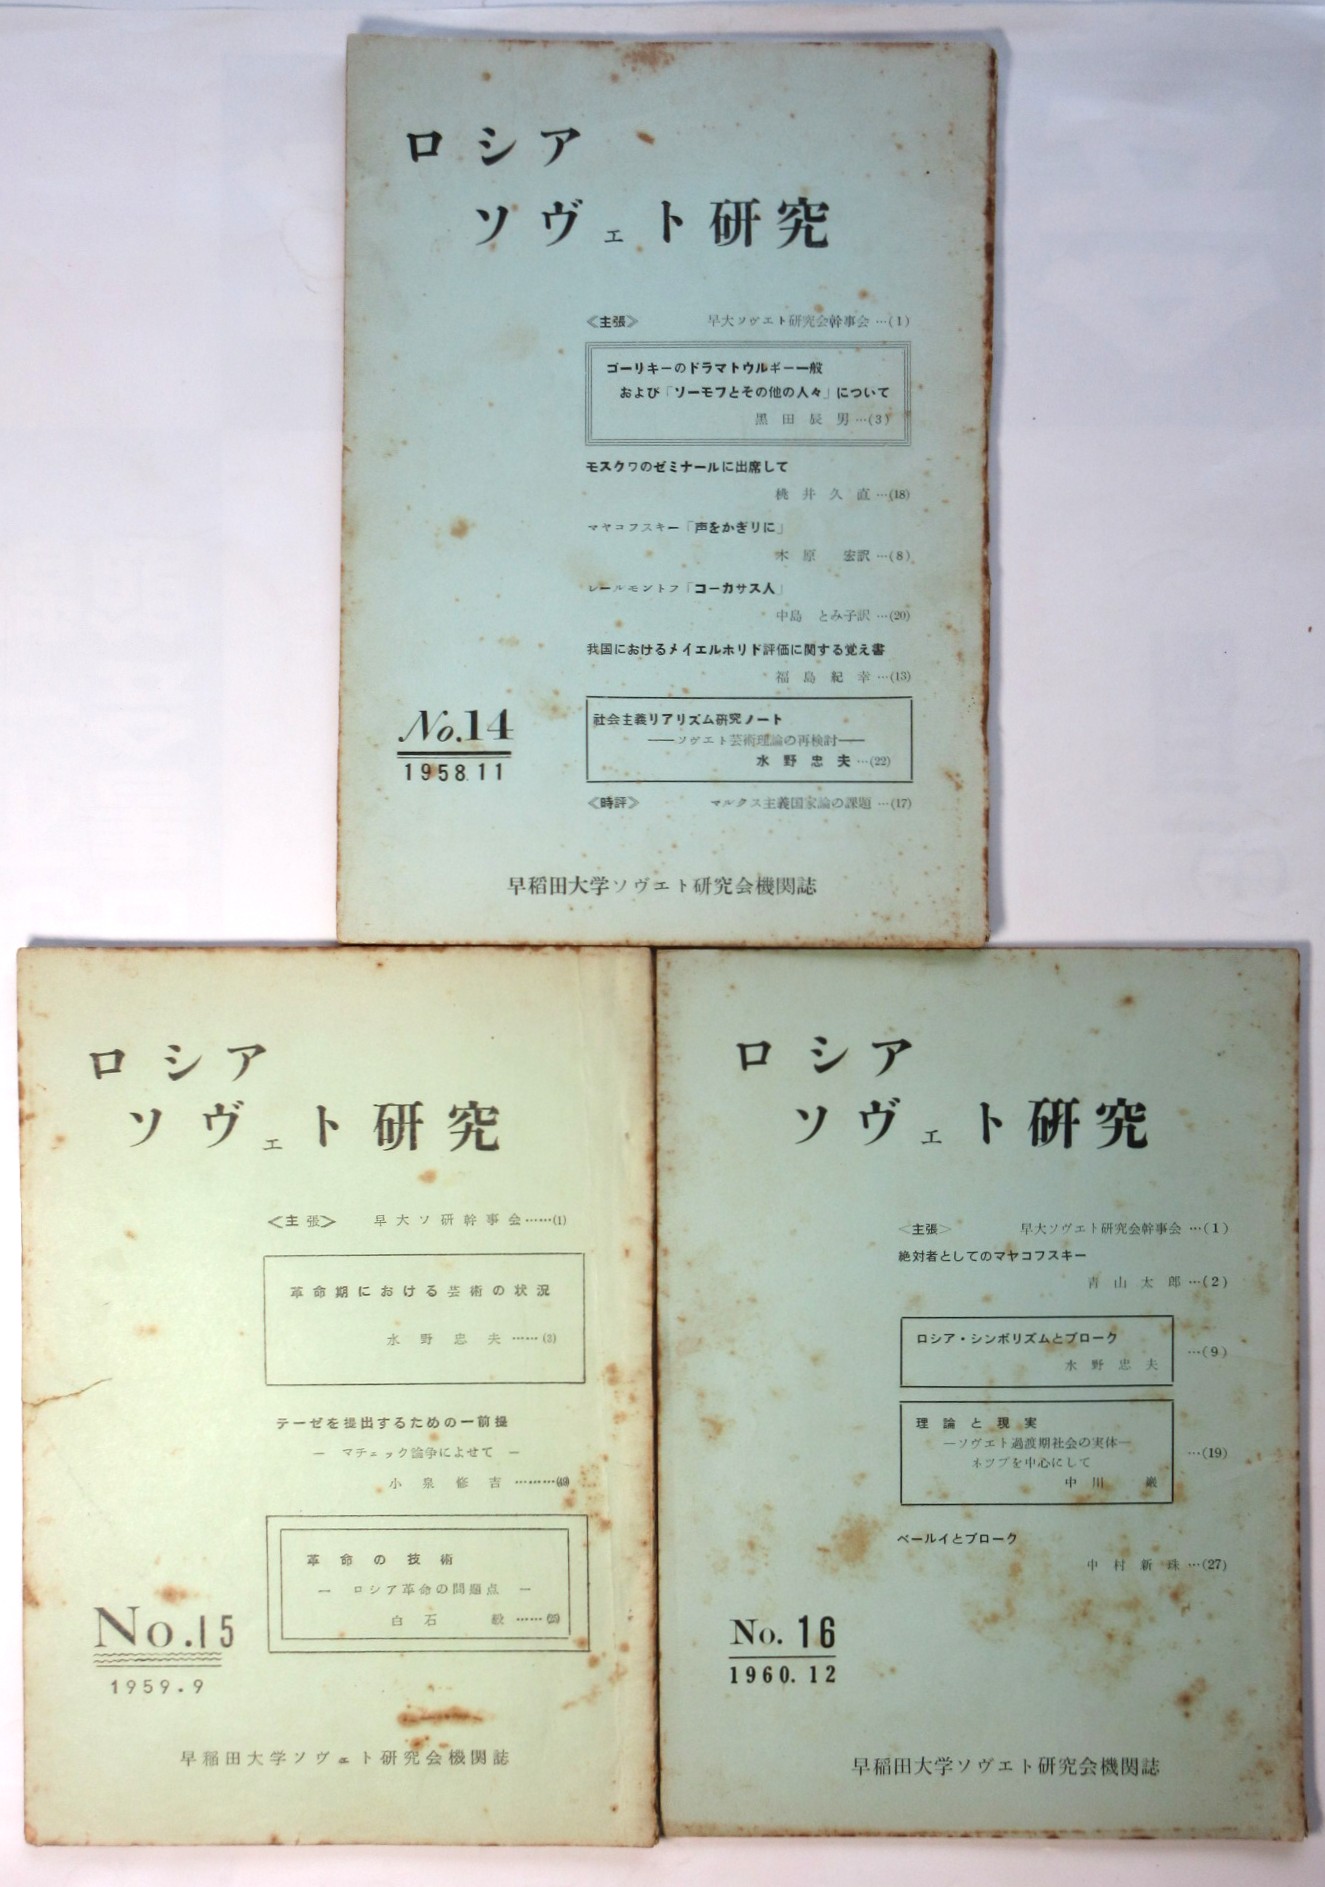 ロシア
ソヴェト研究
≪主張≫ 早大ソヴエト研究会幹事会…(1)
ゴーリキーのドラマトウルギー一般
および「ソーモフとその他の人々」について
黒田辰男…(3)
モスクワのゼミナールに出席して
桃井久直…(18)
マヤコフスキー「声をかぎりに」
木原 宏訳…(8)
レールモントフ「コーカサス人」
中島 とみ子訳…(20)
我国におけるメイエルホリド評価に関する覚え書
福島紀幸…(13)
社会主義リアリズム研究ノート
――ソヴエト芸術理論の再検討――
水野忠夫…(22)
≪時評≫ マルクス主義国家論の課題…(17)
No.14
1958.11
早稲田大学ソヴエト研究会機関誌
ロシア
ソヴェト研究
<主張> 早大ソ研幹事会……(1)
革命期における芸術の状況
水野忠夫……(3)
テーゼを提出するための一前提
― マチェック論争によせて ―
小泉修吉………
革命の技術
― ロシア革命の問題点 ―
白石 毅……
No.15
1959.9
早稲田大学ソヴェト研究会機関誌
ロシア
ソヴェト研究
<主張> 早大ソヴエト研究会幹事会…(1)
絶対者としてのマヤコフスキー
青山太郎…(2)
ロシア・シンボリズムとブローク
水野忠夫 …(9)
理論と現実
―ソヴエト過渡期社会の実体―
ネツプを中心にして
中川 巌 …(19)
ベールイとブローク
中村新珠…(27)
No. 16
1960.12
早稲田大学ソヴエト研究会機関誌